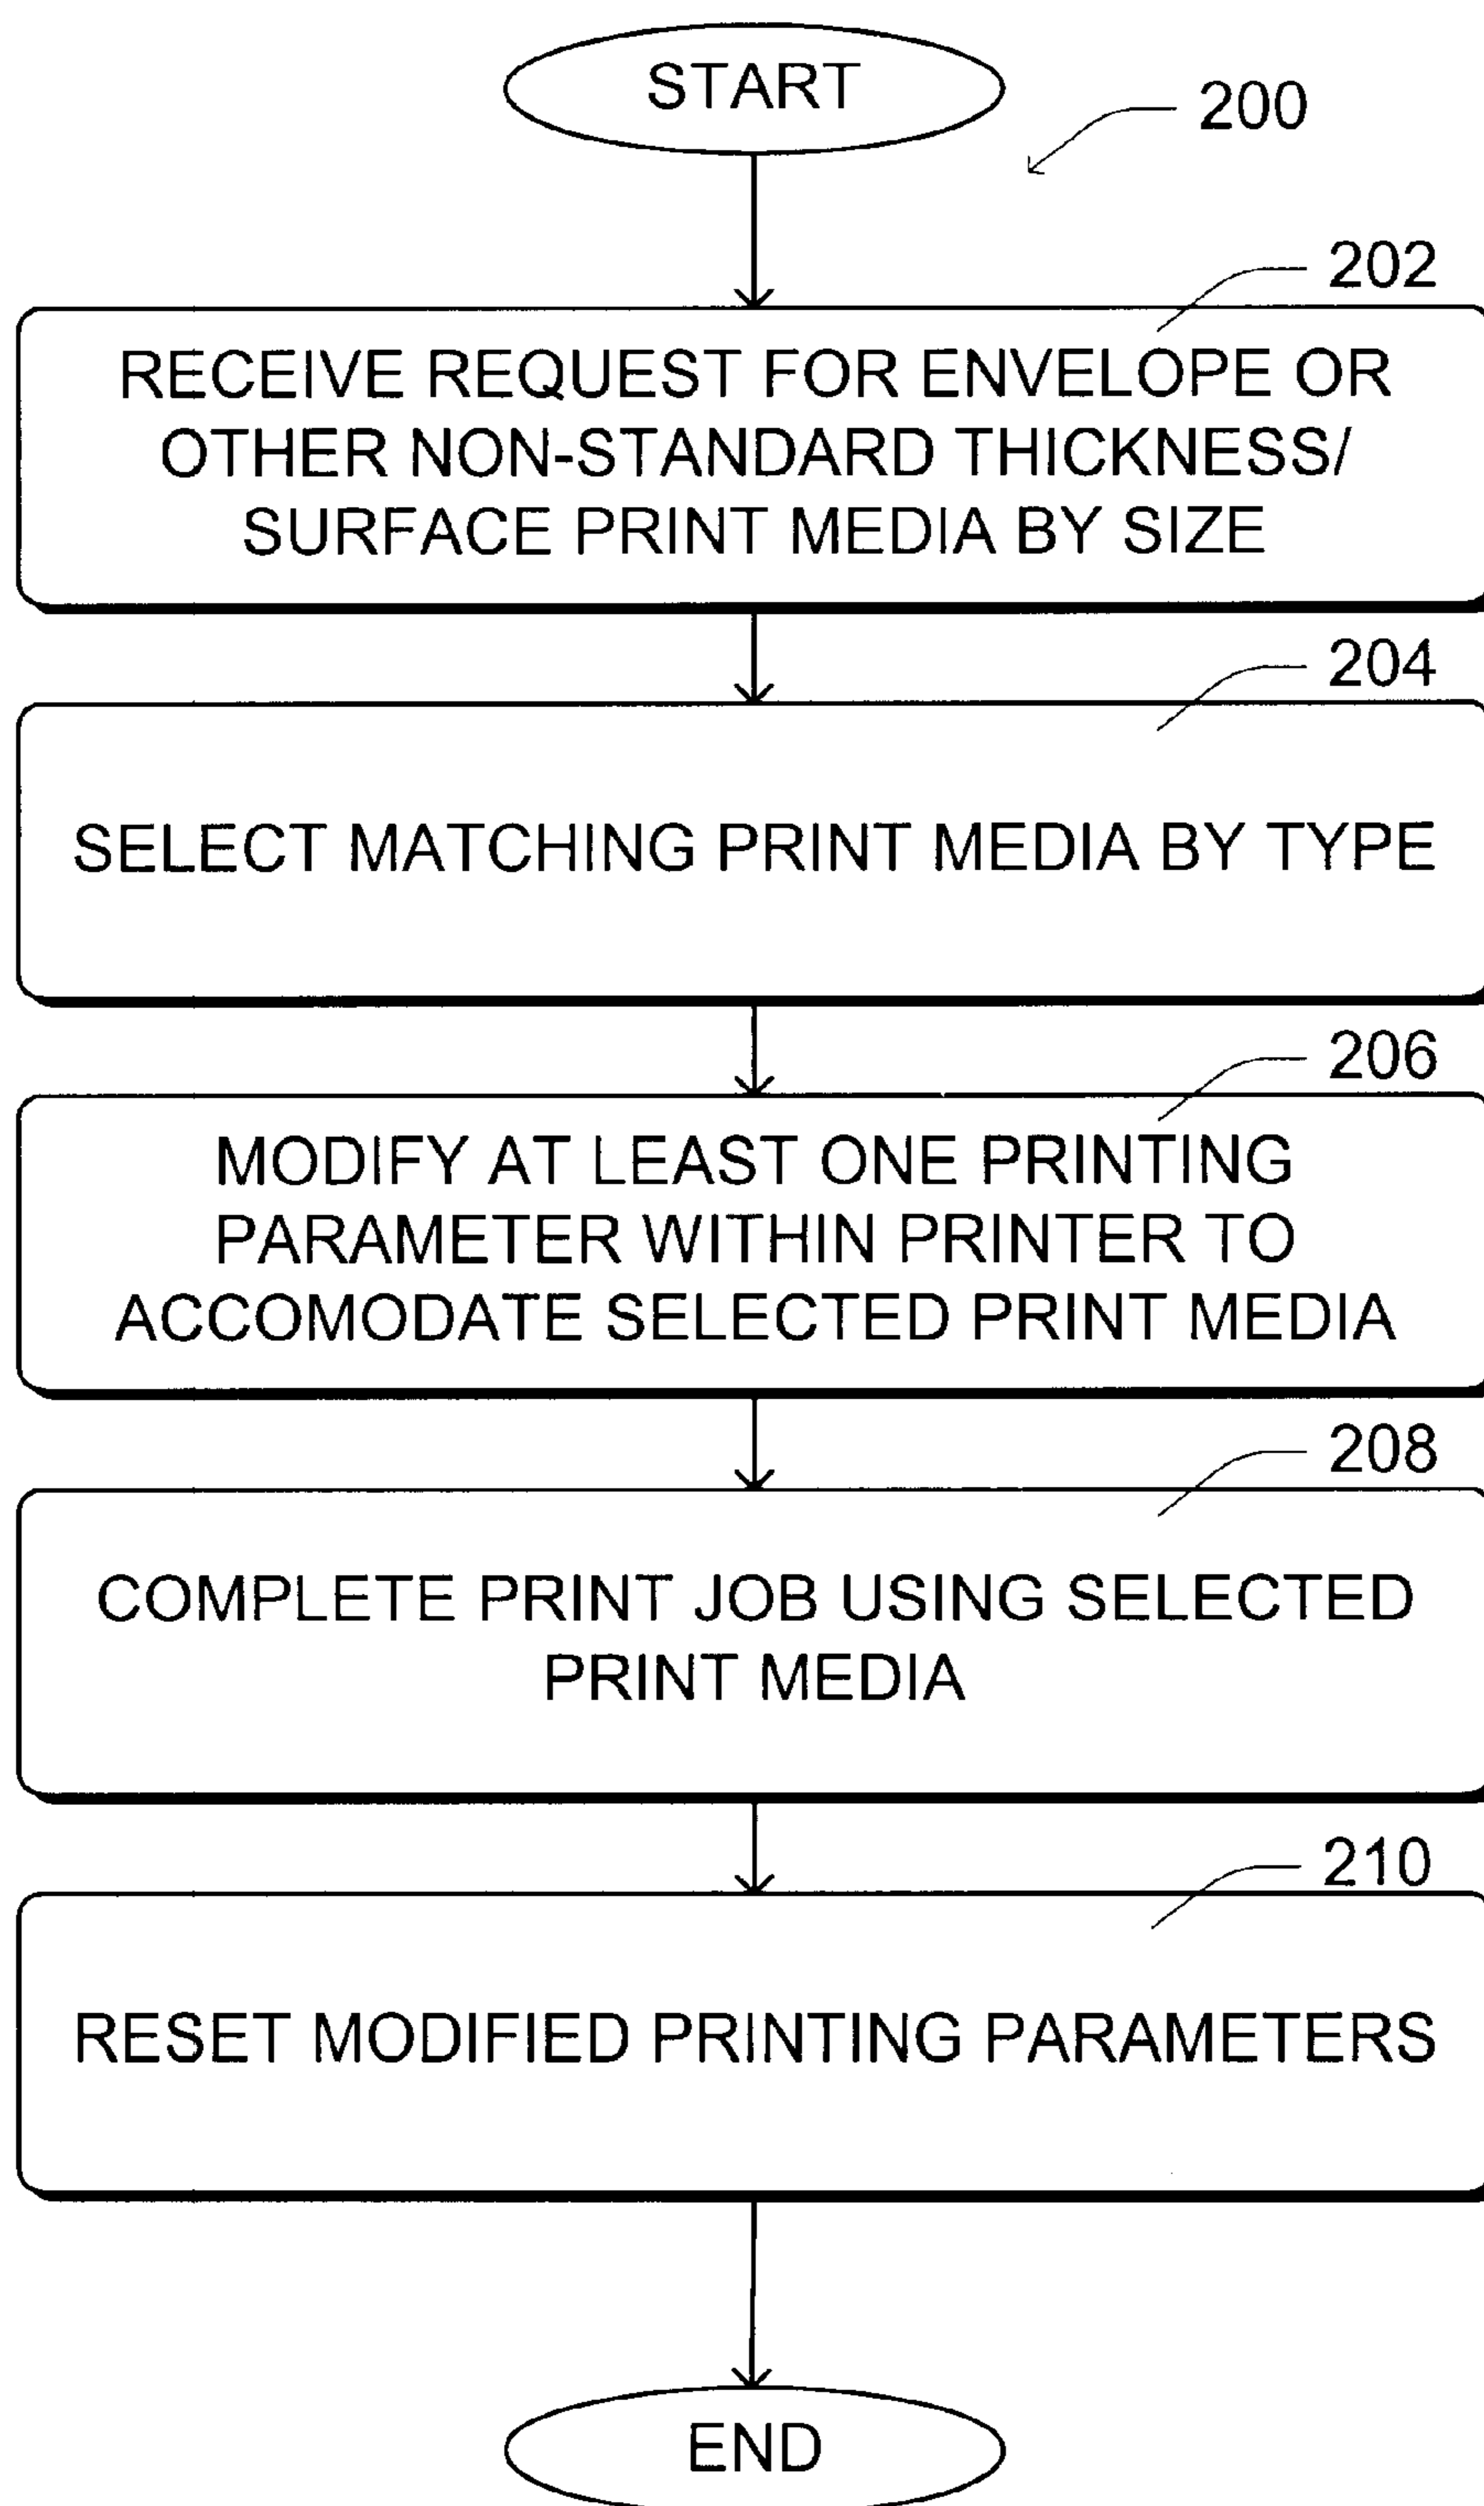 START
200
202
RECEIVE REQUEST FOR ENVELOPE OR
OTHER NON-STANDARD THICKNESS/
SURFACE PRINT MEDIA BY SIZE
204
SELECT MATCHING PRINT MEDIA BY TYPE
206
MODIFY AT LEAST ONE PRINTING
PARAMETER WITHIN PRINTER TO
ACCOMODATE SELECTED PRINT MEDIA
208
COMPLETE PRINT JOB USING SELECTED
PRINT MEDIA
210
RESET MODIFIED PRINTING PARAMETERS
END